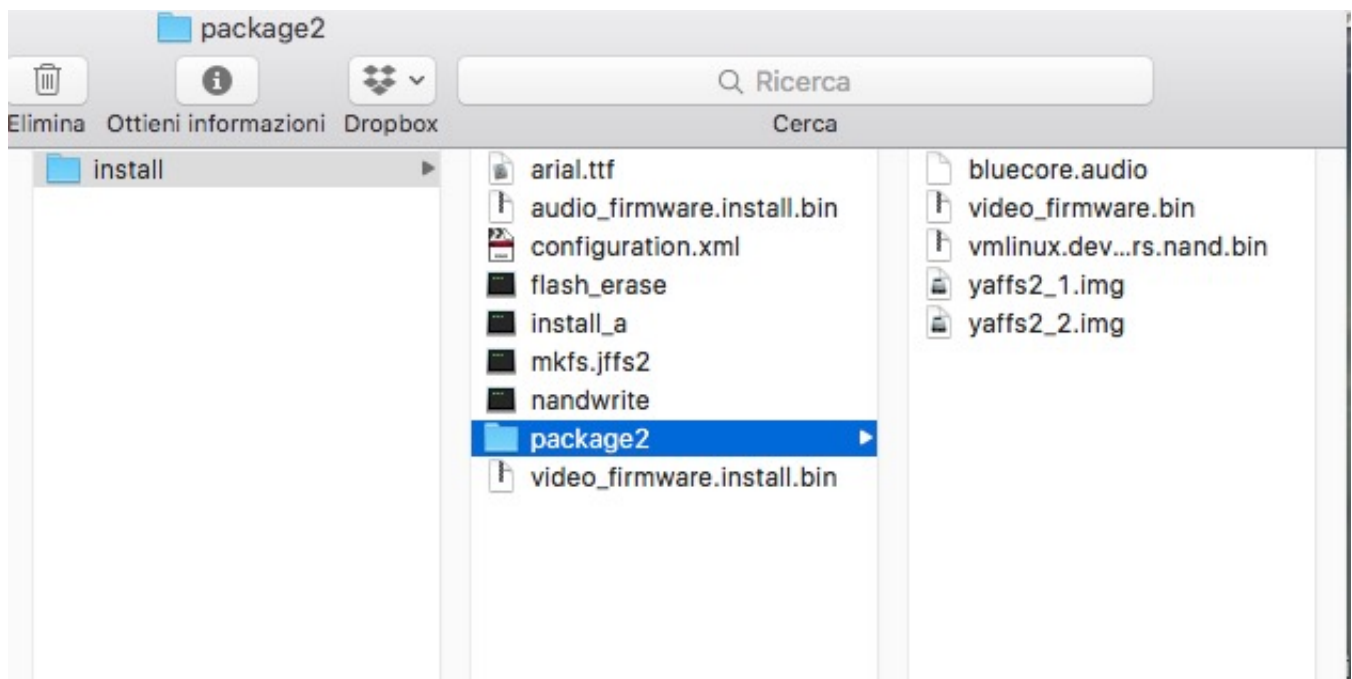 package2
Ricerca
Elimina Ottieni informazioni Dropbox Cerca
install
arial.ttf
audio_firmware.install.bin
configuration.xml
flash_erase
install_a
mkfs.jffs2
nandwrite
package2
video_firmware.install.bin
bluecore.audio
video_firmware.bin
vmlinux.dev...rs.nand.bin
yaffs2_1.img
yaffs2_2.img